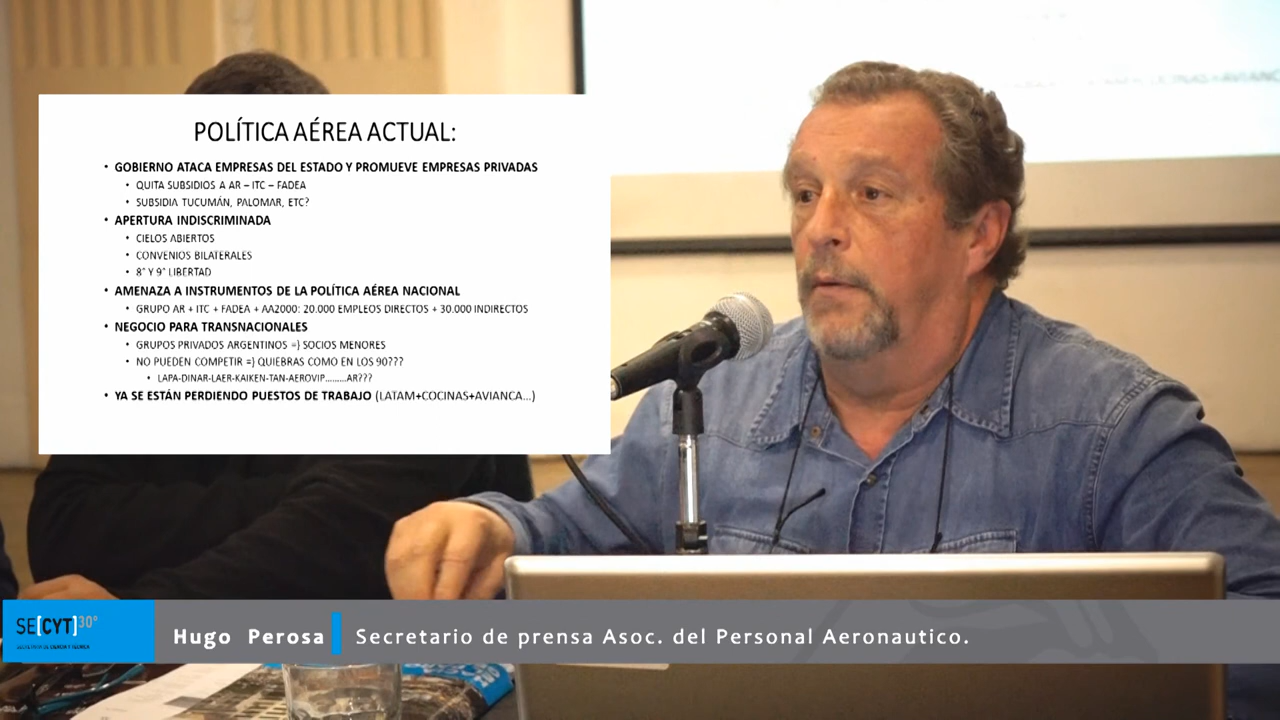 POLÍTICA AÉREA ACTUAL:
• GOBIERNO ATACA EMPRESAS DEL ESTADO Y PROMUEVE EMPRESAS PRIVADAS
• QUITA SUBSIDIOS A AR – ITC – FADEA
• SUBSIDIA TUCUMÁN, PALOMAR, ETC?
• APERTURA INDISCRIMINADA
• CIELOS ABIERTOS
• CONVENIOS BILATERALES
• 8° Y 9° LIBERTAD
• AMENAZA A INSTRUMENTOS DE LA POLÍTICA AÉREA NACIONAL
• GRUPO AR + ITC + FADEA + AA2000: 20.000 EMPLEOS DIRECTOS + 30.000 INDIRECTOS
• NEGOCIO PARA TRANSNACIONALES
• GRUPOS PRIVADOS ARGENTINOS =} SOCIOS MENORES
• NO PUEDEN COMPETIR =} QUIEBRAS COMO EN LOS 90???
• LAPA-DINAR-LAER-KAIKEN-TAN-AEROVIP.........AR???
• YA SE ESTÁN PERDIENDO PUESTOS DE TRABAJO (LATAM+COCINAS+AVIANCA...)
SE[CYT]30°
SECRETARÍA DE CIENCIA Y TÉCNICA
Hugo Perosa Secretario de prensa Asoc. del Personal Aeronautico.